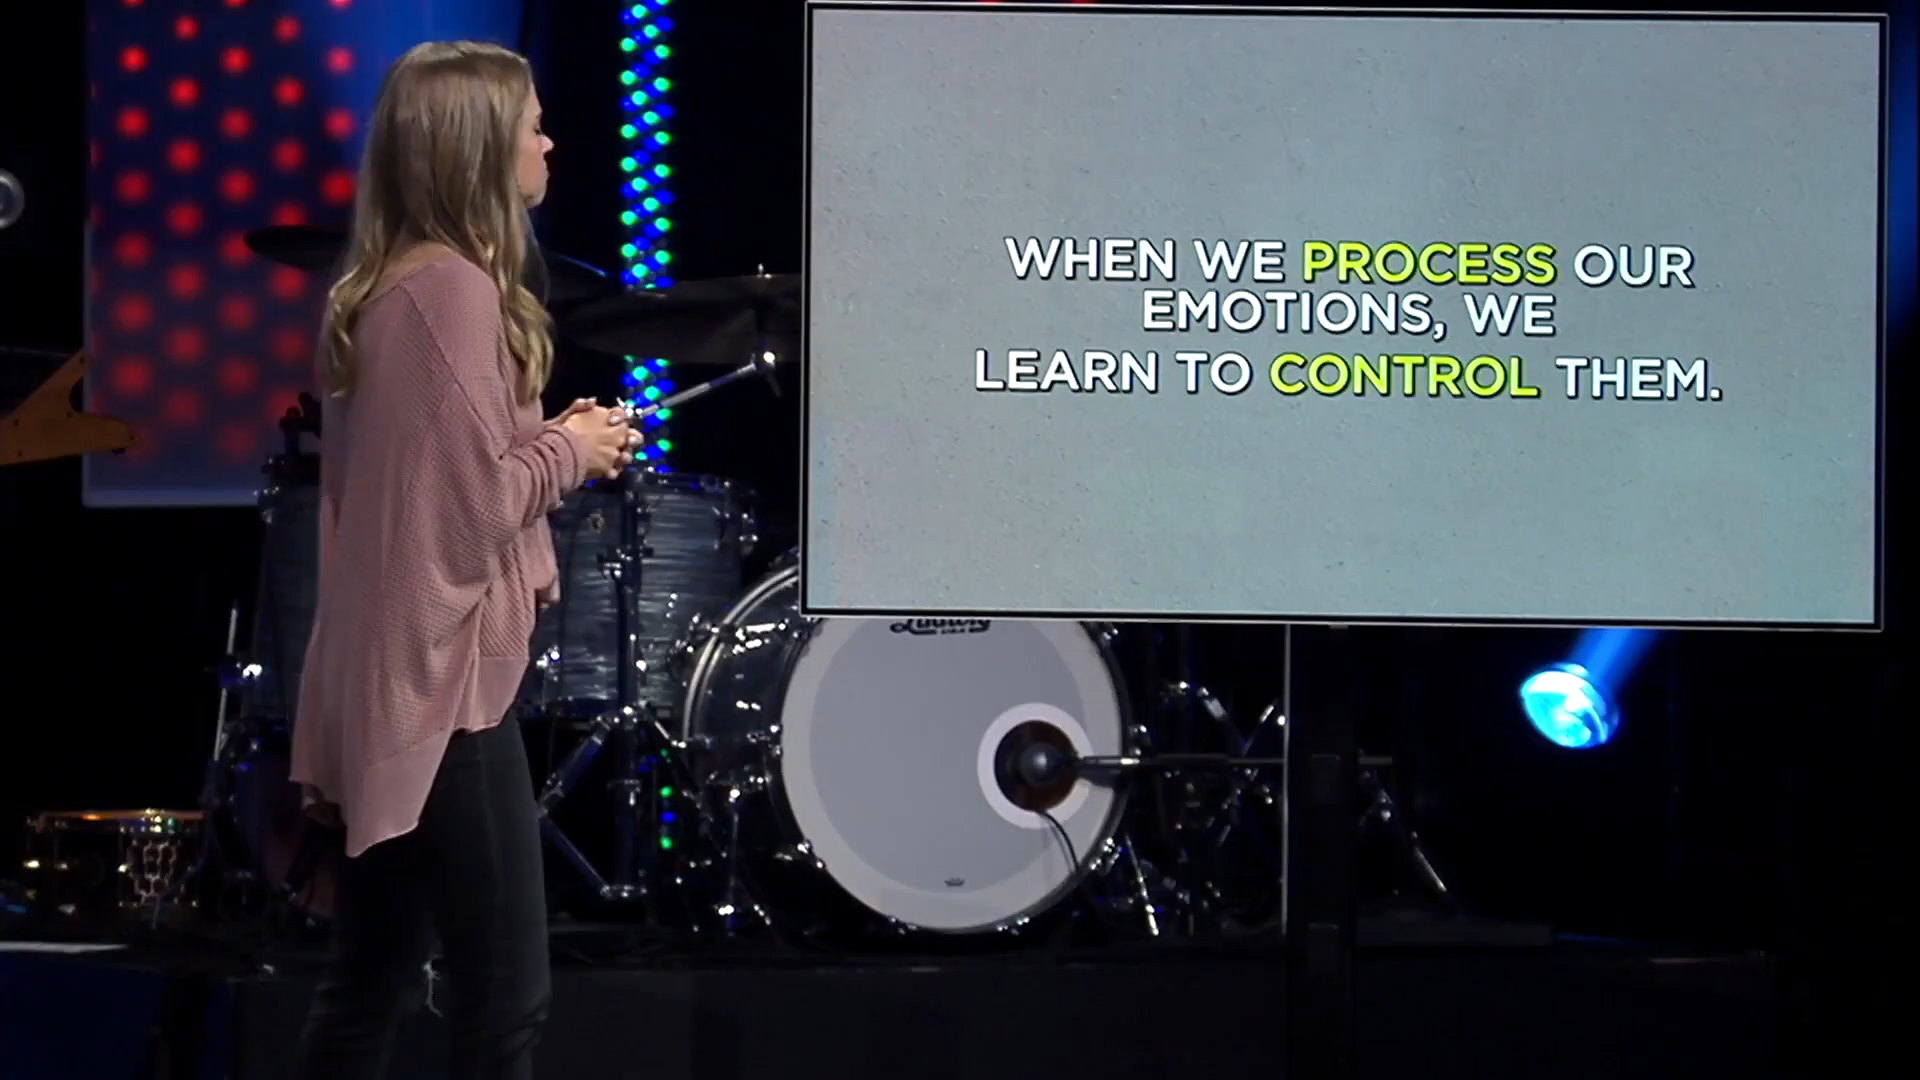 WHEN WE PROCESS OUR
EMOTIONS, WE
LEARN TO CONTROL THEM.
Ludwig